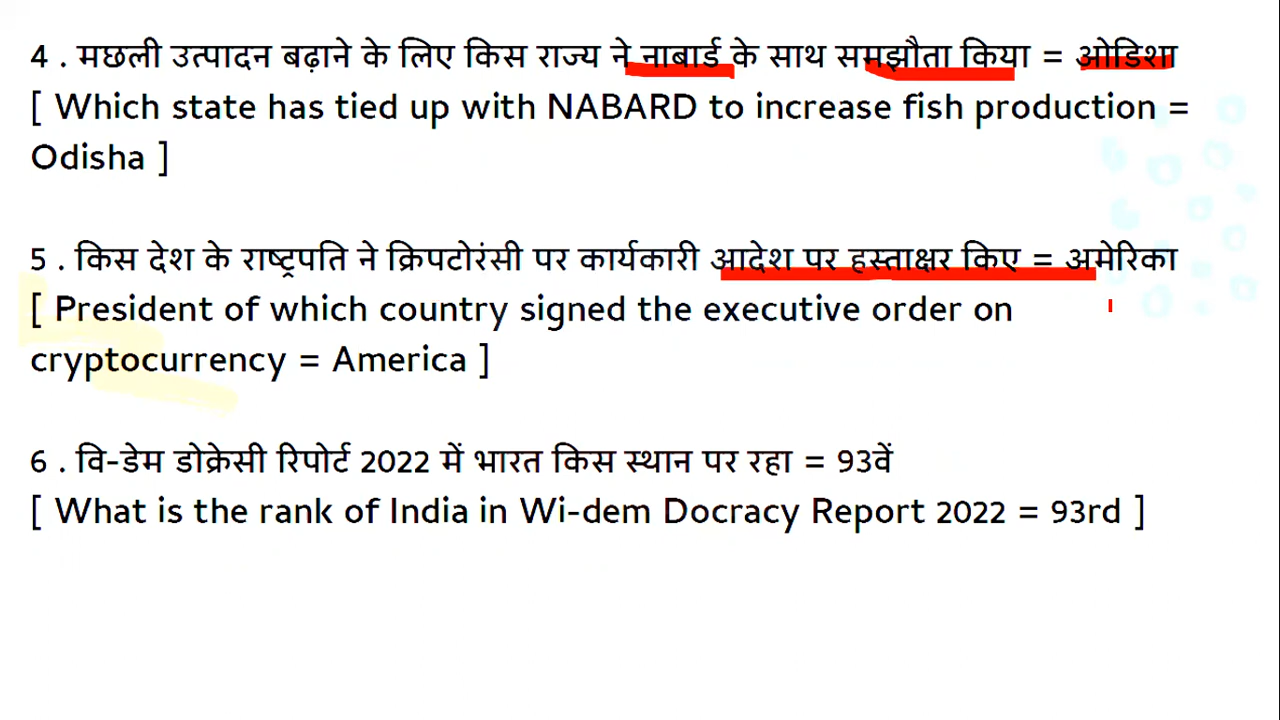 4 . मछली उत्पादन बढ़ाने के लिए किस राज्य ने नाबार्ड के साथ समझौता किया = ओडिशा
[ Which state has tied up with NABARD to increase fish production =
Odisha ]
5 . किस देश के राष्ट्रपति ने क्रिपटोरंसी पर कार्यकारी आदेश पर हस्ताक्षर किए = अमेरिका
[ President of which country signed the executive order on
cryptocurrency = America ]
6 . वि-डेम डोक्रेसी रिपोर्ट 2022 में भारत किस स्थान पर रहा = 93वें
[ What is the rank of India in Wi-dem Docracy Report 2022 = 93rd ]